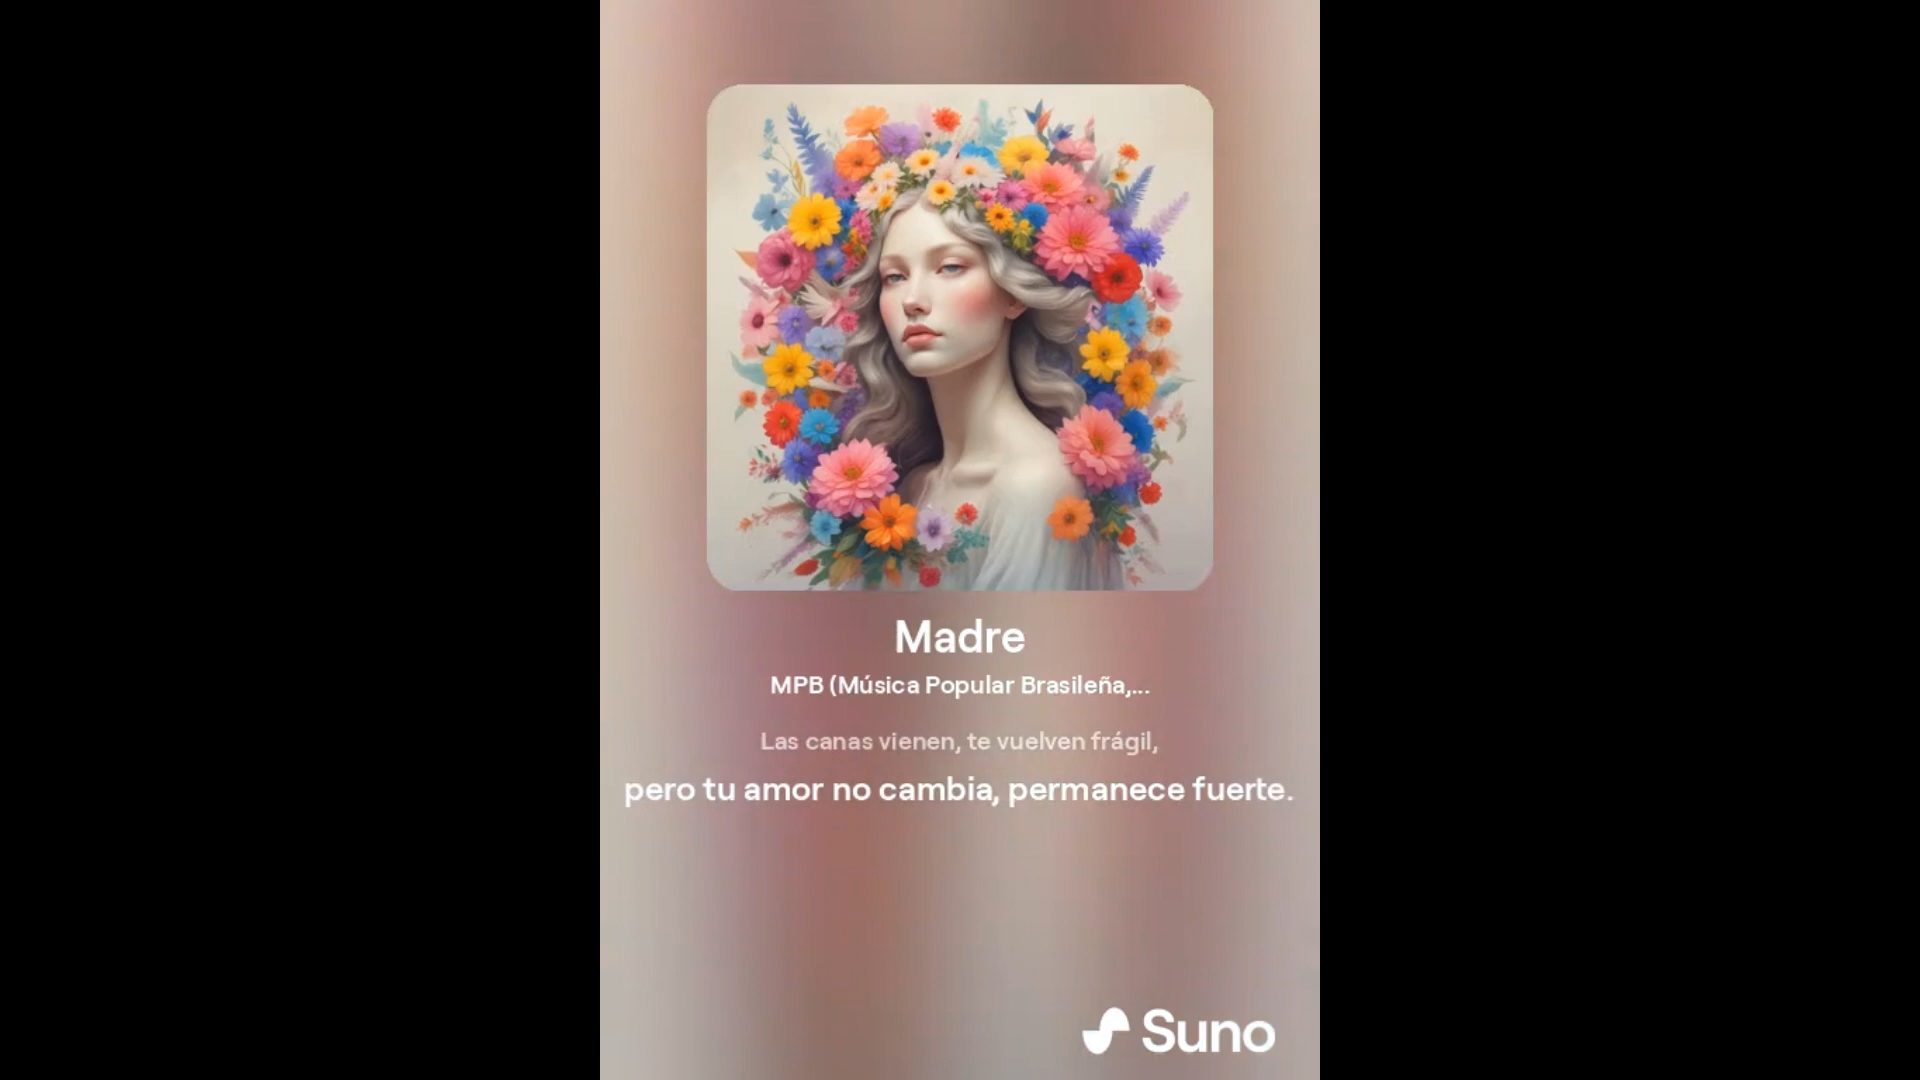 Madre
MPB (Música Popular Brasileña,...
Las canas vienen, te vuelven frágil,
pero tu amor no cambia, permanece fuerte.
Suno